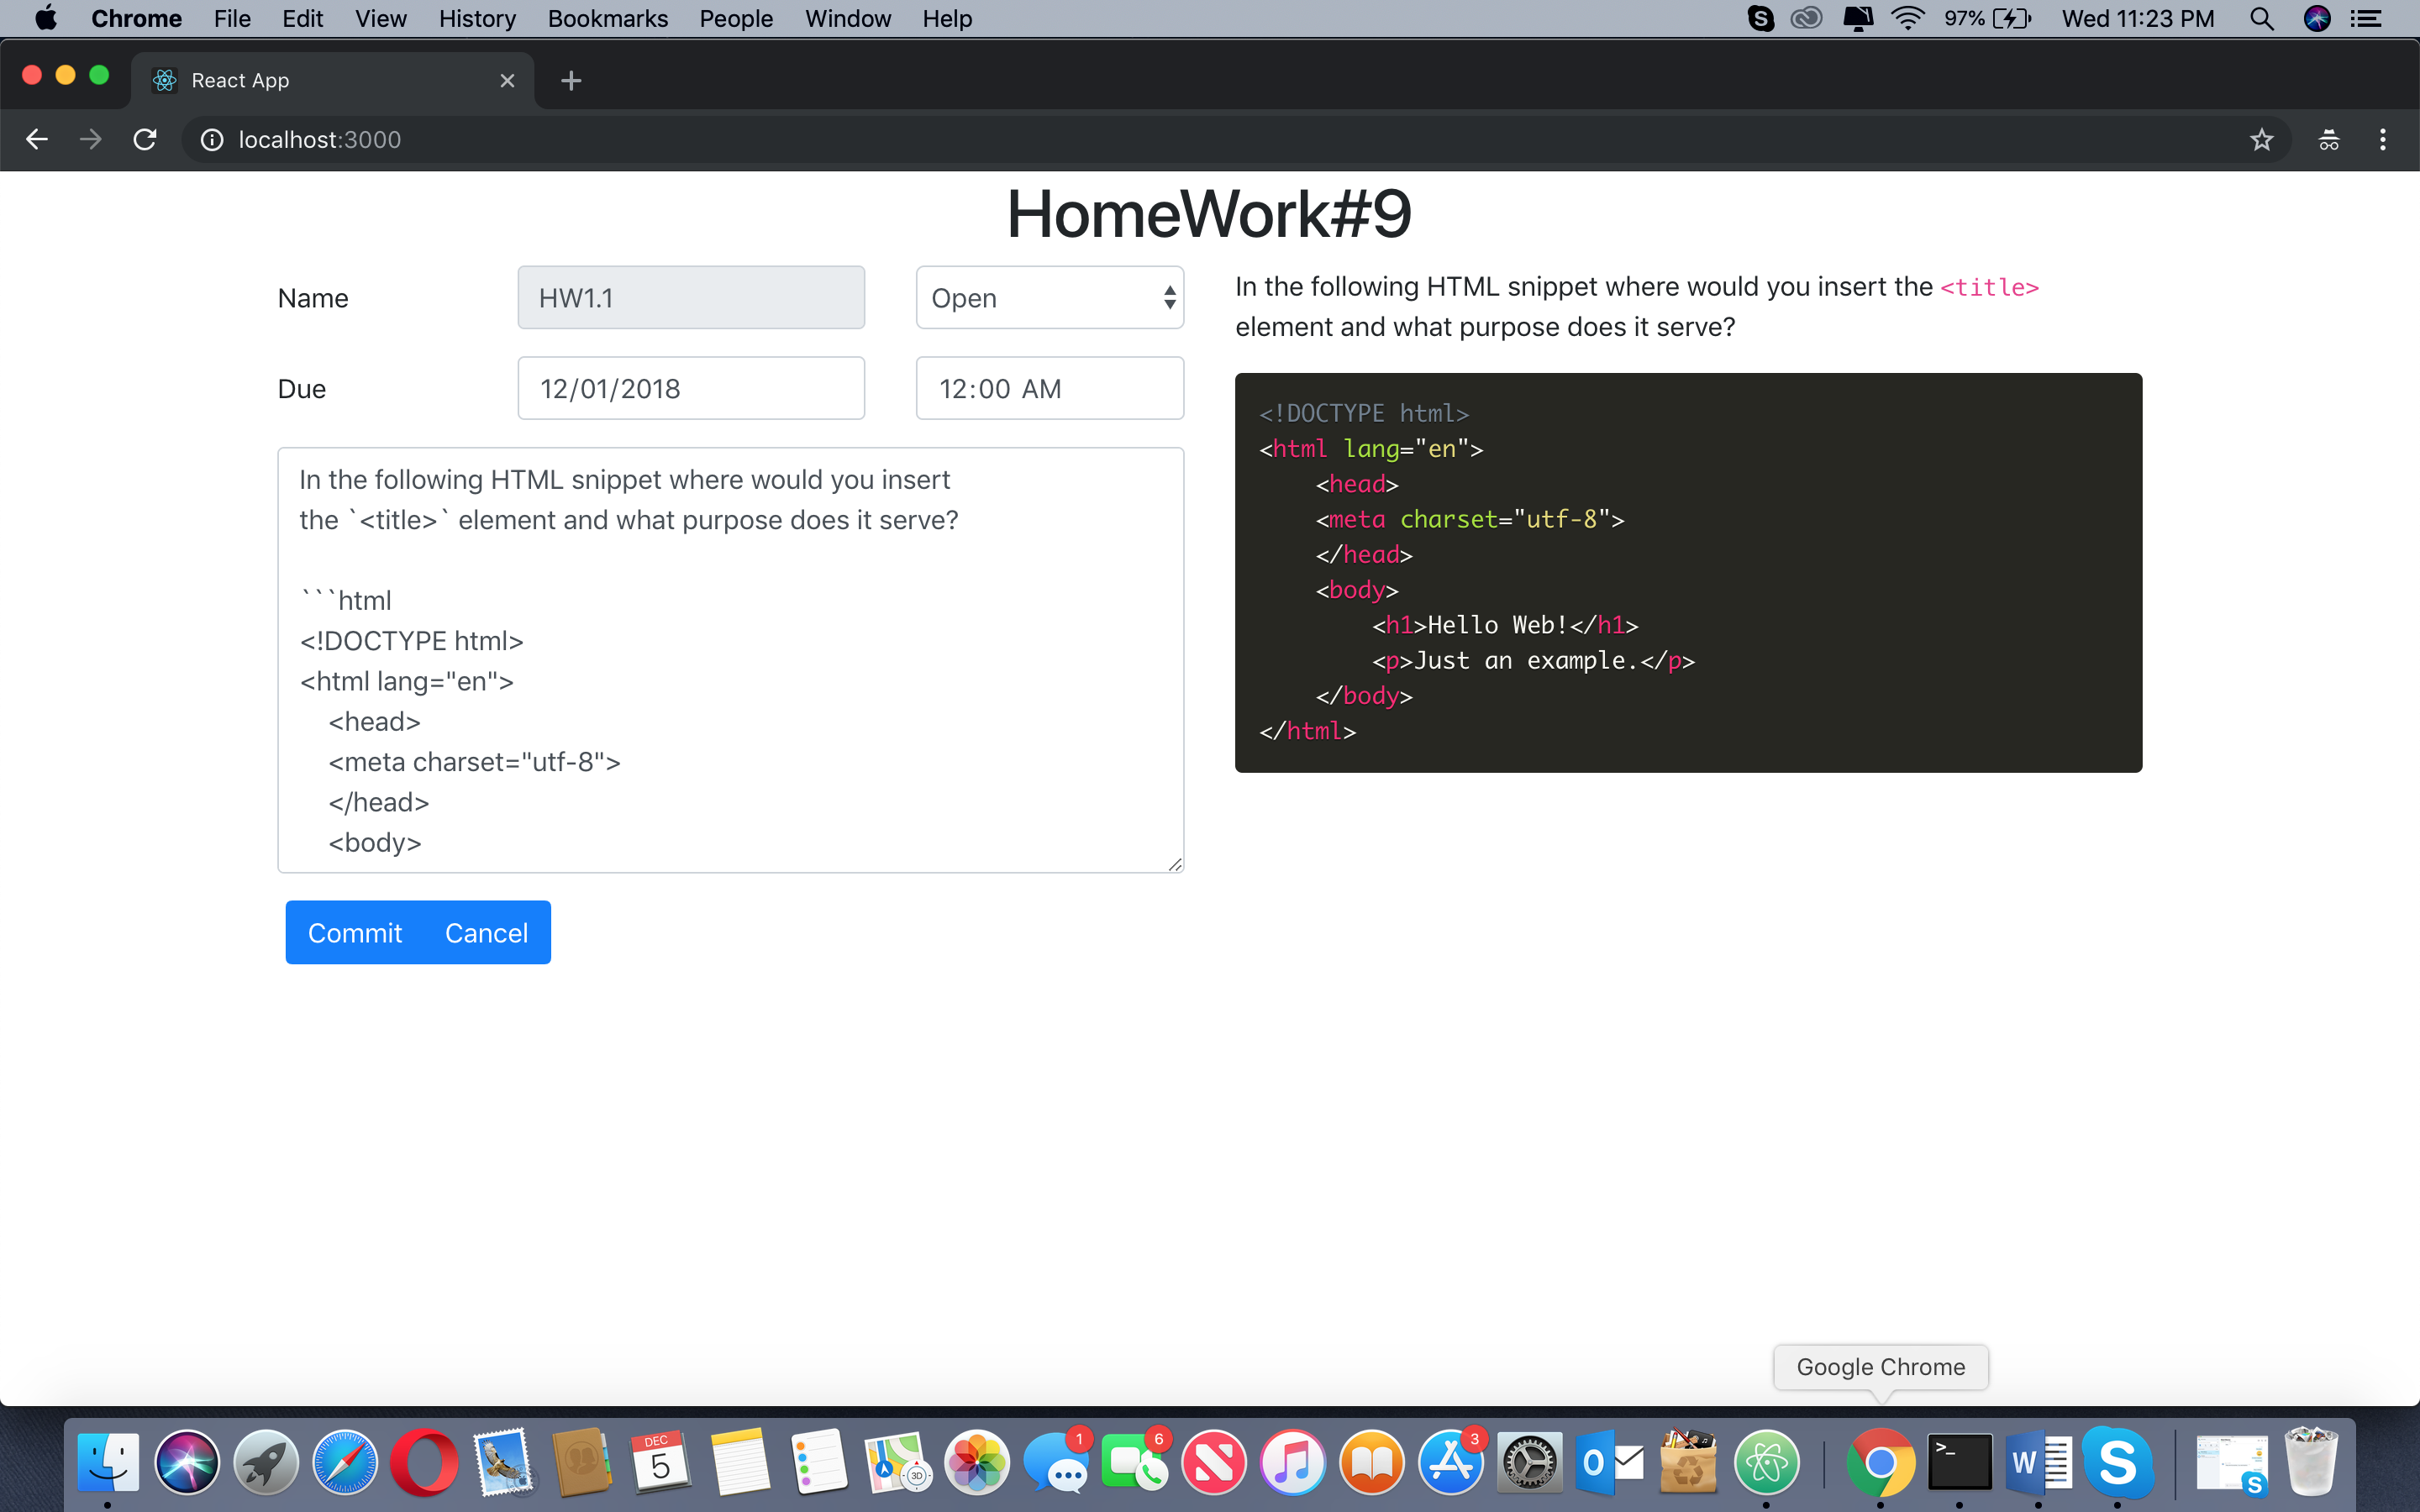 Chrome File Edit View History Bookmarks People Window Help 97% Wed 11:23 PM
React App
localhost:3000
HomeWork#9
Name HW1.1 Open
Due 12/01/2018 12:00 AM
In the following HTML snippet where would you insert
the `<title>` element and what purpose does it serve?
```html
<!DOCTYPE html>
<html lang="en">
    <head>
    <meta charset="utf-8">
    </head>
    <body>
Commit Cancel
In the following HTML snippet where would you insert the <title>
element and what purpose does it serve?
<!DOCTYPE html>
<html lang="en">
    <head>
    <meta charset="utf-8">
    </head>
    <body>
        <h1>Hello Web!</h1>
        <p>Just an example.</p>
    </body>
</html>
Google Chrome
DEC
5
3D
1
6
3